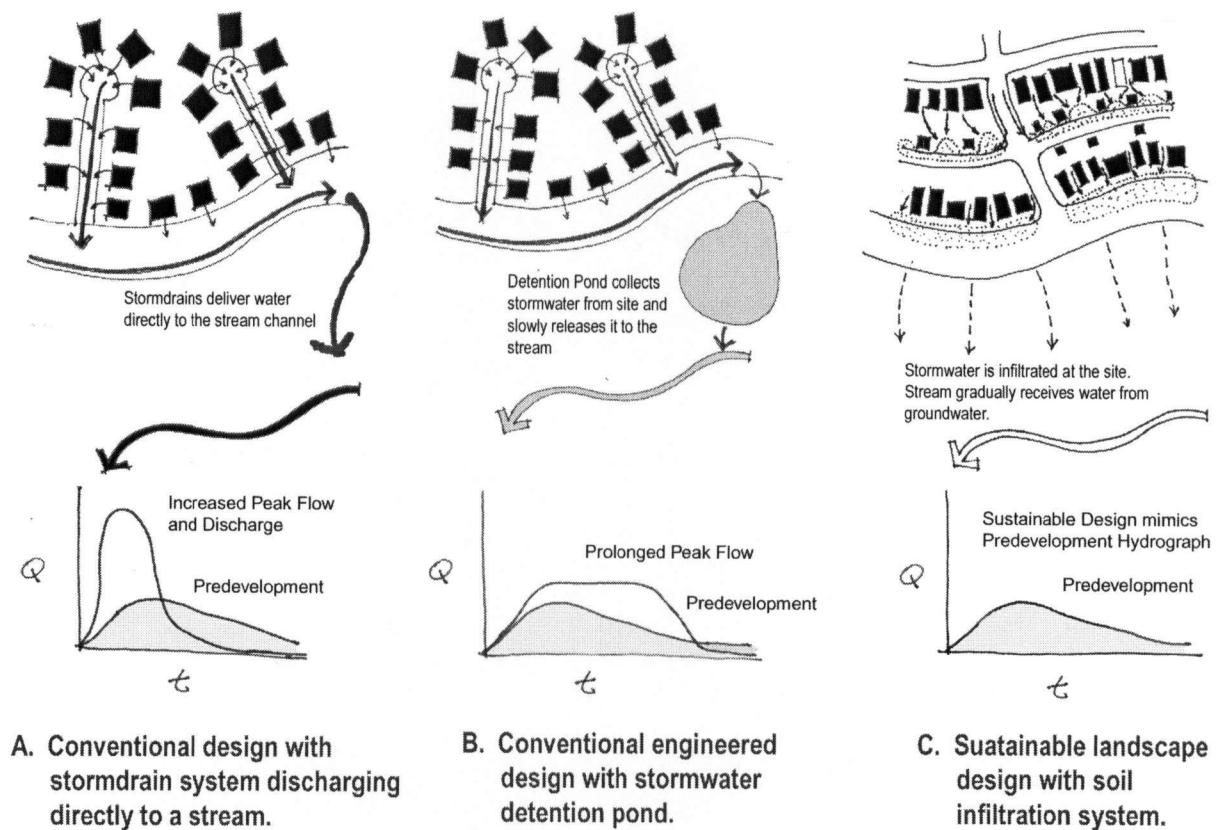 Stormdrains deliver water
directly to the stream channel
Increased Peak Flow
and Discharge
Predevelopment
Q
t
A. Conventional design with
stormdrain system discharging
directly to a stream.
Detention Pond collects
stormwater from site and
slowly releases it to the
stream
Prolonged Peak Flow
Predevelopment
Q
t
B. Conventional engineered
design with stormwater
detention pond.
Stormwater is infiltrated at the site.
Stream gradually receives water from
groundwater.
Sustainable Design mimics
Predevelopment Hydrograph
Predevelopment
Q
t
C. Suatainable landscape
design with soil
infiltration system.